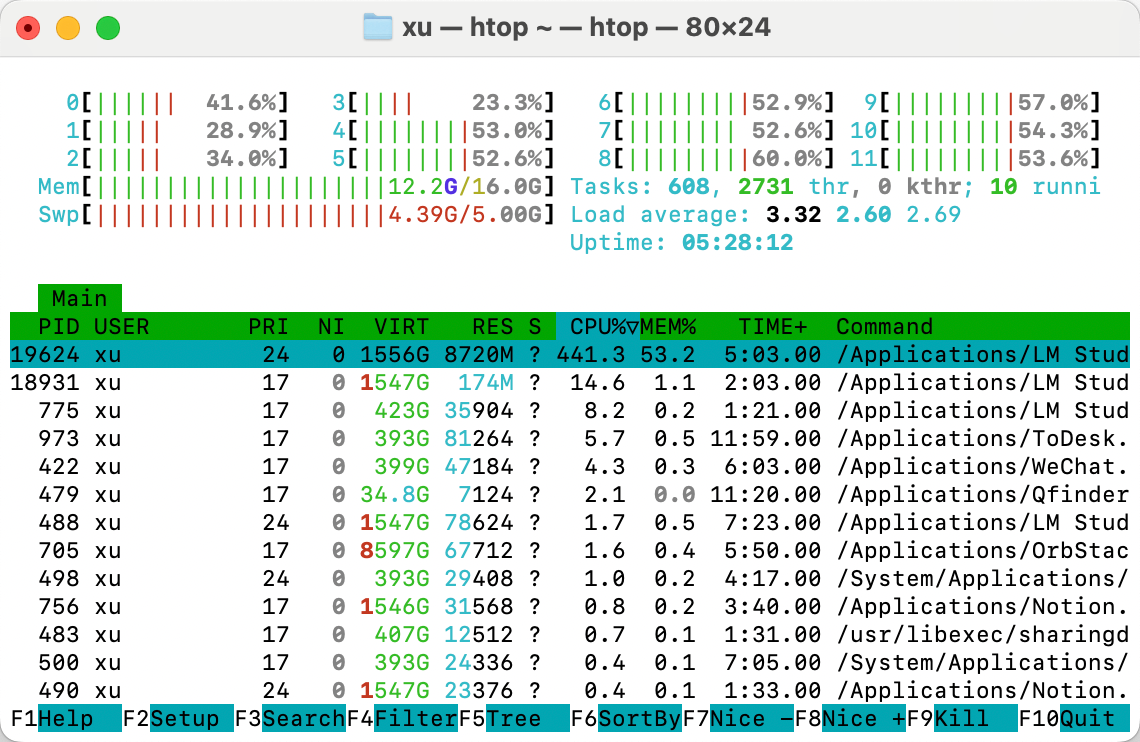 xu — htop ~ — htop — 80×24
0[||||||   41.6%]   3[||||    23.3%]   6[|||||||||52.9%]   9[|||||||||57.0%]
1[|||||    28.9%]   4[||||||||53.0%]   7[|||||||| 52.6%]  10[|||||||||54.3%]
2[|||||    34.0%]   5[||||||||52.6%]   8[|||||||||60.0%]  11[|||||||||53.6%]
Mem[|||||||||||||||||||||12.2G/16.0G]   Tasks: 608, 2731 thr, 0 kthr; 10 runni
Swp[|||||||||||||||||||||4.39G/5.00G]   Load average: 3.32 2.60 2.69
Uptime: 05:28:12
Main
PID USER PRI NI VIRT RES S CPU%▽MEM% TIME+ Command
19624 xu 24 0 1556G 8720M ? 441.3 53.2 5:03.00 /Applications/LM Stud
18931 xu 17 0 1547G 174M ? 14.6 1.1 2:03.00 /Applications/LM Stud
775 xu 17 0 423G 35904 ? 8.2 0.2 1:21.00 /Applications/LM Stud
973 xu 17 0 393G 81264 ? 5.7 0.5 11:59.00 /Applications/ToDesk.
422 xu 17 0 399G 47184 ? 4.3 0.3 6:03.00 /Applications/WeChat.
479 xu 17 0 34.8G 7124 ? 2.1 0.0 11:20.00 /Applications/Qfinder
488 xu 24 0 1547G 78624 ? 1.7 0.5 7:23.00 /Applications/LM Stud
705 xu 17 0 8597G 67712 ? 1.6 0.4 5:50.00 /Applications/OrbStac
498 xu 24 0 393G 29408 ? 1.0 0.2 4:17.00 /System/Applications/
756 xu 17 0 1546G 31568 ? 0.8 0.2 3:40.00 /Applications/Notion.
483 xu 17 0 407G 12512 ? 0.7 0.1 1:31.00 /usr/libexec/sharingd
500 xu 17 0 393G 24336 ? 0.4 0.1 7:05.00 /System/Applications/
490 xu 24 0 1547G 23376 ? 0.4 0.1 1:33.00 /Applications/Notion.
F1Help F2Setup F3SearchF4FilterF5Tree F6SortByF7Nice -F8Nice +F9Kill F10Quit